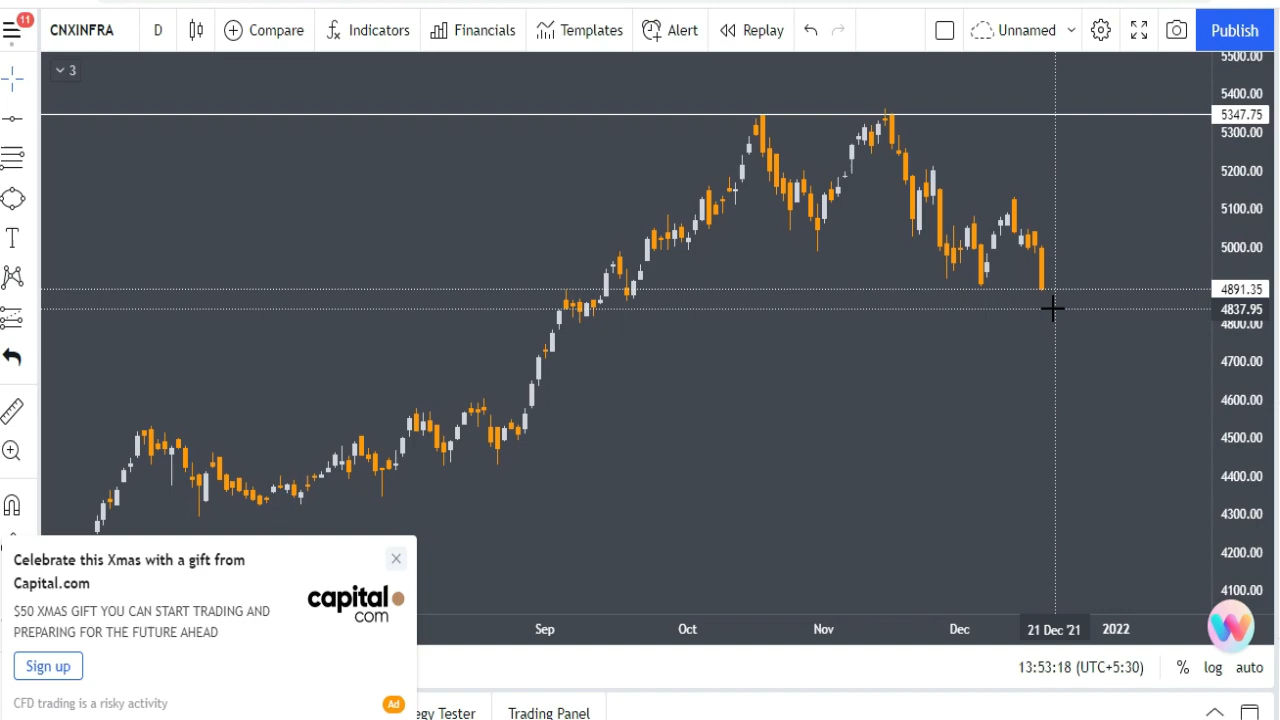 11
CNXINFRA
D
Compare
Indicators
Financials
Templates
Alert
Replay
Unnamed
Publish
3
5500.00
5400.00
5347.75
5300.00
5200.00
5100.00
5000.00
4891.35
4837.95
4800.00
4700.00
4600.00
4500.00
4400.00
4300.00
4200.00
4100.00
Celebrate this Xmas with a gift from
Capital.com
$50 XMAS GIFT YOU CAN START TRADING AND
PREPARING FOR THE FUTURE AHEAD
capital
com
Sign up
CFD trading is a risky activity
Ad
Sep
Oct
Nov
Dec
21 Dec '21
2022
13:53:18 (UTC+5:30)
%
log
auto
egy Tester
Trading Panel